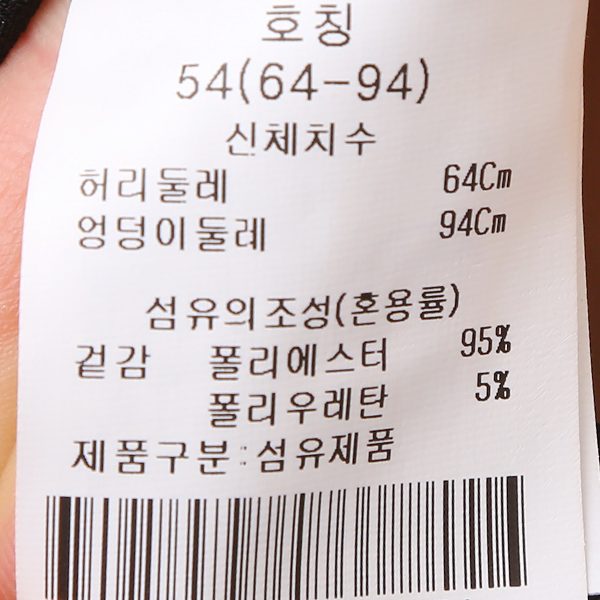 호칭
54(64-94)
신체치수
허리둘레 64Cm
엉덩이둘레 94Cm
섬유의조성(혼용률)
겉감 폴리에스터 95%
폴리우레탄 5%
제품구분:섬유제품